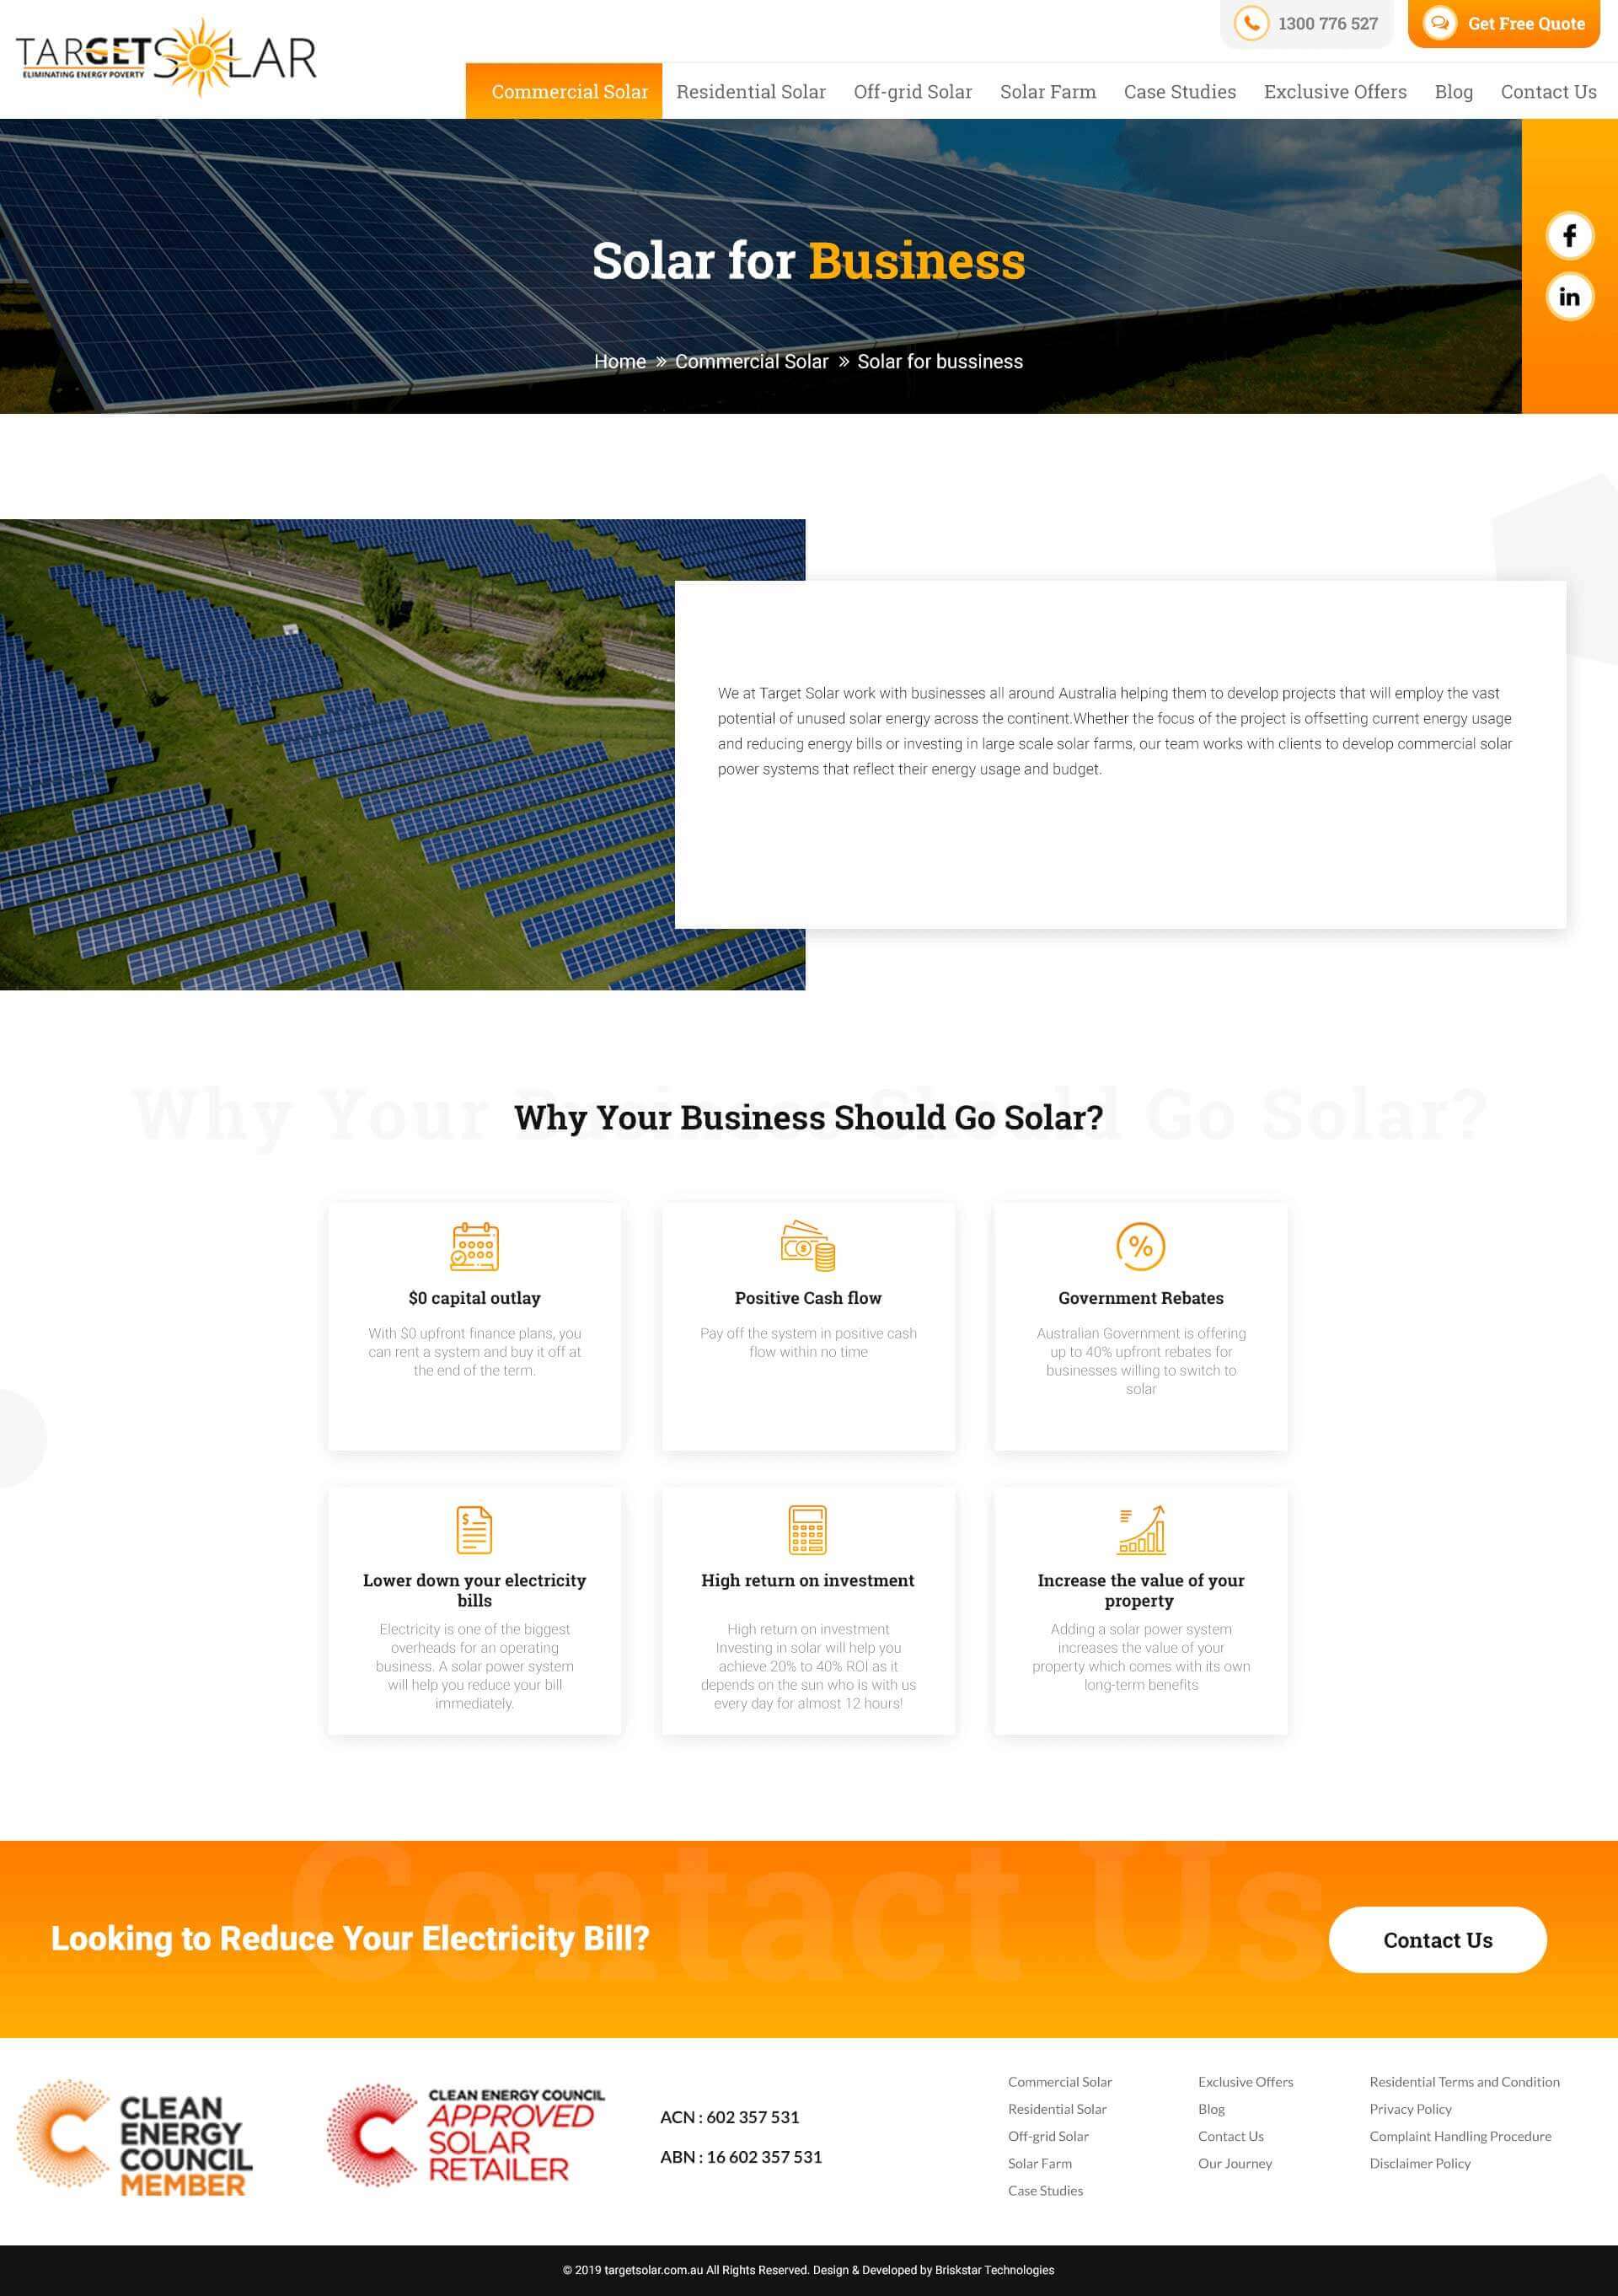 1300 776 527
Get Free Quote
TARGETSOLAR
ELIMINATING ENERGY POVERTY
Commercial Solar Residential Solar Off-grid Solar Solar Farm Case Studies Exclusive Offers Blog Contact Us
Solar for Business
f
in
Home » Commercial Solar » Solar for bussiness
We at Target Solar work with businesses all around Australia helping them to develop projects that will employ the vast
potential of unused solar energy across the continent.Whether the focus of the project is offsetting current energy usage
and reducing energy bills or investing in large scale solar farms, our team works with clients to develop commercial solar
power systems that reflect their energy usage and budget.
Why Your Business Should Go Solar?
Why Your Business Should Go Solar?
$0 capital outlay
With $0 upfront finance plans, you
can rent a system and buy it off at
the end of the term.
Positive Cash flow
Pay off the system in positive cash
flow within no time
%
Government Rebates
Australian Government is offering
up to 40% upfront rebates for
businesses willing to switch to
solar
Lower down your electricity
bills
Electricity is one of the biggest
overheads for an operating
business. A solar power system
will help you reduce your bill
immediately.
High return on investment
High return on investment
Investing in solar will help you
achieve 20% to 40% ROI as it
depends on the sun who is with us
every day for almost 12 hours!
Increase the value of your
property
Adding a solar power system
increases the value of your
property which comes with its own
long-term benefits
Contact Us
Looking to Reduce Your Electricity Bill?
Contact Us
CLEAN
ENERGY
COUNCIL
MEMBER
CLEAN ENERGY COUNCIL
APPROVED
SOLAR
RETAILER
ACN : 602 357 531
ABN : 16 602 357 531
Commercial Solar
Residential Solar
Off-grid Solar
Solar Farm
Case Studies
Exclusive Offers
Blog
Contact Us
Our Journey
Residential Terms and Condition
Privacy Policy
Complaint Handling Procedure
Disclaimer Policy
© 2019 targetsolar.com.au All Rights Reserved. Design & Developed by Briskstar Technologies